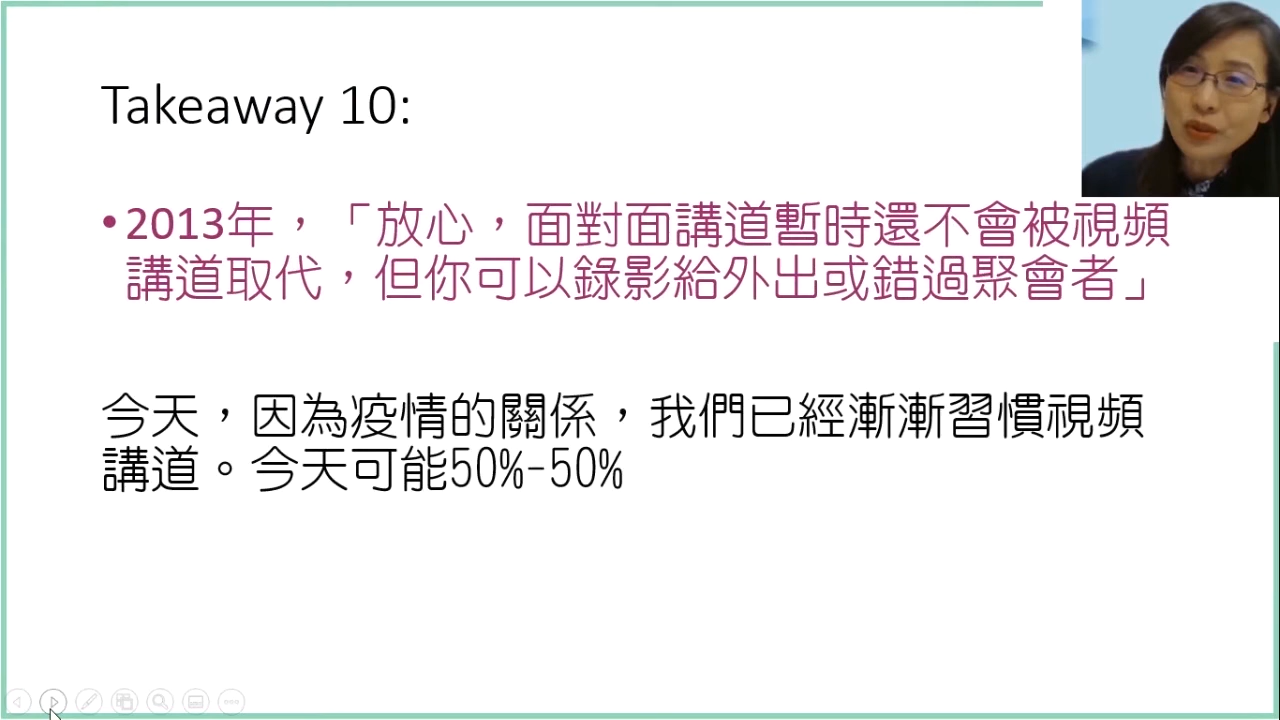 Takeaway 10:
•2013年，「放心，面對面講道暫時還不會被視頻
講道取代，但你可以錄影給外出或錯過聚會者」
今天，因為疫情的關係，我們已經漸漸習慣視頻
講道。今天可能50%-50%